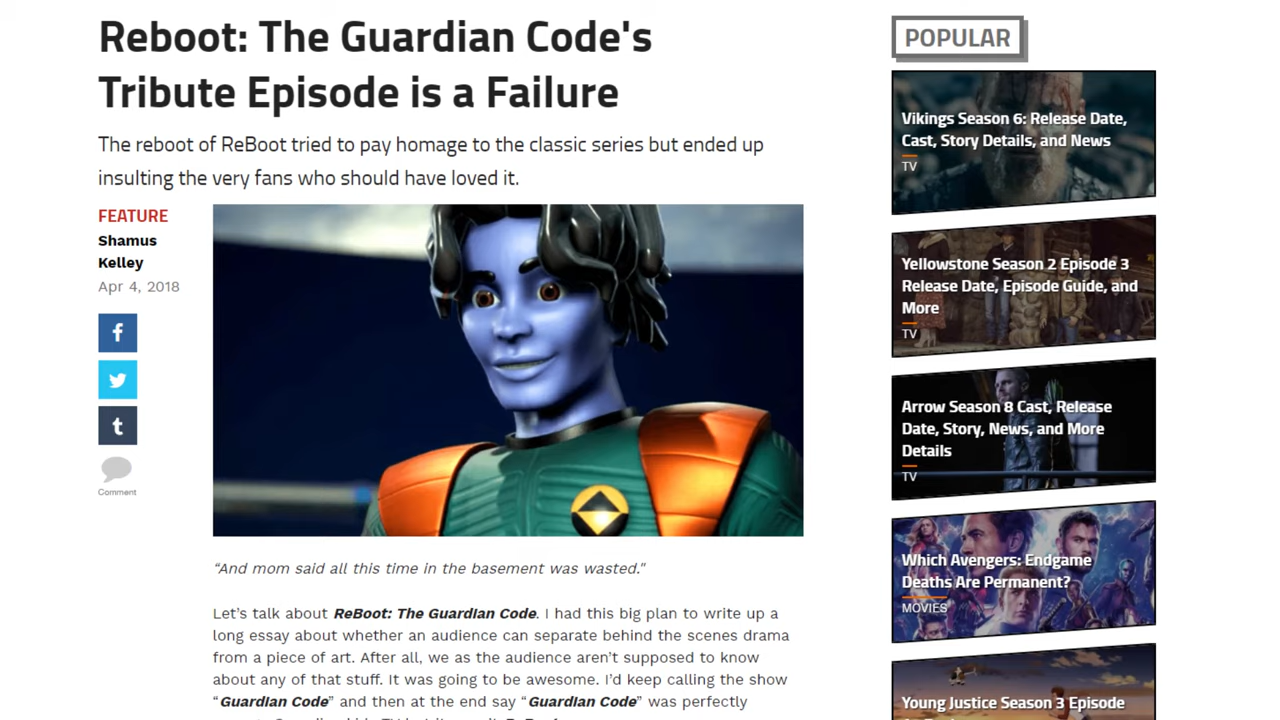 Reboot: The Guardian Code's
Tribute Episode is a Failure
The reboot of ReBoot tried to pay homage to the classic series but ended up
insulting the very fans who should have loved it.
FEATURE
Shamus
Kelley
Apr 4, 2018
f
t
Comment
“And mom said all this time in the basement was wasted.”
Let’s talk about ReBoot: The Guardian Code. I had this big plan to write up a
long essay about whether an audience can separate behind the scenes drama
from a piece of art. After all, we as the audience aren’t supposed to know
about any of that stuff. It was going to be awesome. I’d keep calling the show
“Guardian Code” and then at the end say “Guardian Code” was perfectly
POPULAR
Vikings Season 6: Release Date,
Cast, Story Details, and News
TV
Yellowstone Season 2 Episode 3
Release Date, Episode Guide, and
More
TV
Arrow Season 8 Cast, Release
Date, Story, News, and More
Details
TV
Which Avengers: Endgame
Deaths Are Permanent?
MOVIES
Young Justice Season 3 Episode